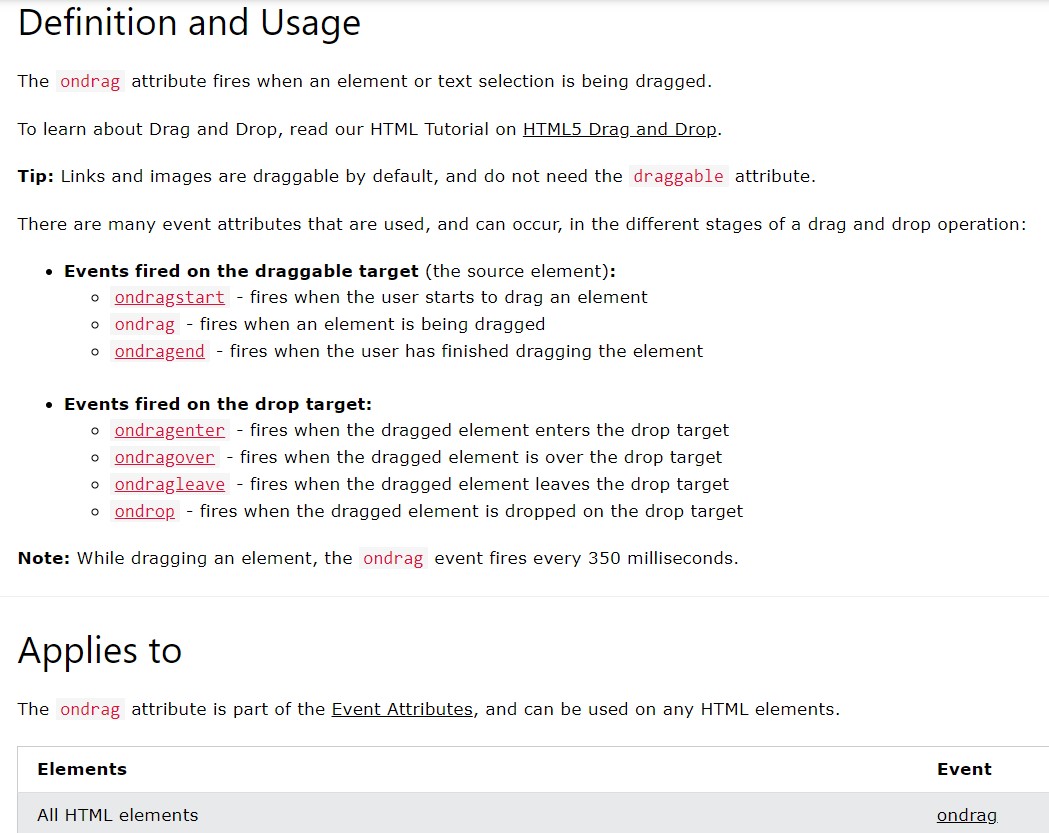 Definition and Usage
The ondrag attribute fires when an element or text selection is being dragged.
To learn about Drag and Drop, read our HTML Tutorial on HTML5 Drag and Drop.
Tip: Links and images are draggable by default, and do not need the draggable attribute.
There are many event attributes that are used, and can occur, in the different stages of a drag and drop operation:
• Events fired on the draggable target (the source element):
○ ondragstart - fires when the user starts to drag an element
○ ondrag - fires when an element is being dragged
○ ondragend - fires when the user has finished dragging the element
• Events fired on the drop target:
○ ondragenter - fires when the dragged element enters the drop target
○ ondragover - fires when the dragged element is over the drop target
○ ondragleave - fires when the dragged element leaves the drop target
○ ondrop - fires when the dragged element is dropped on the drop target
Note: While dragging an element, the ondrag event fires every 350 milliseconds.
Applies to
The ondrag attribute is part of the Event Attributes, and can be used on any HTML elements.
Elements Event
All HTML elements ondrag